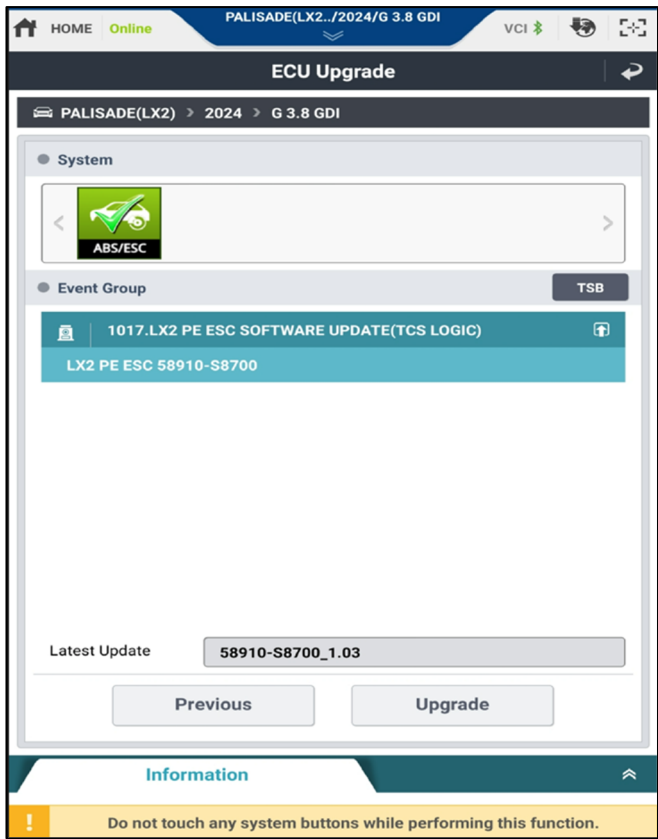 PALISADE(LX2../2024/G 3.8 GDI
HOME Online VCI
ECU Upgrade
PALISADE(LX2) > 2024 > G 3.8 GDI
System
ABS/ESC
Event Group TSB
1017.LX2 PE ESC SOFTWARE UPDATE(TCS LOGIC)
LX2 PE ESC 58910-S8700
Latest Update 58910-S8700_1.03
Previous Upgrade
Information
! Do not touch any system buttons while performing this function.